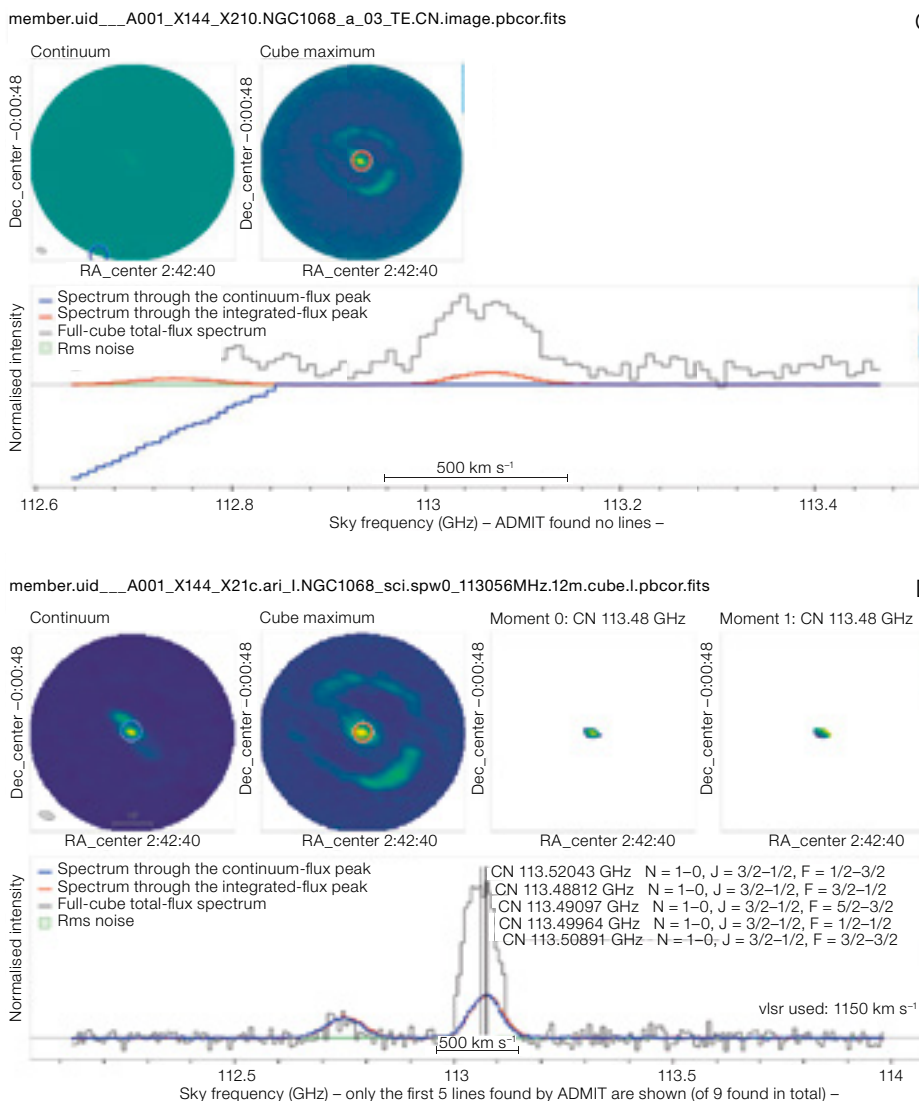 member.uid___A001_X144_X210.NGC1068_a_03_TE.CN.image.pbcor.fits
Continuum
Cube maximum
Dec_center –0:00:48
Dec_center –0:00:48
RA_center 2:42:40
RA_center 2:42:40
Normalised intensity
Spectrum through the continuum-flux peak
Spectrum through the integrated-flux peak
Full-cube total-flux spectrum
Rms noise
500 km s⁻¹
112.6 112.8 113 113.2 113.4
Sky frequency (GHz) – ADMIT found no lines –
member.uid___A001_X144_X21c.ari_l.NGC1068_sci.spw0_113056MHz.12m.cube.I.pbcor.fits
Continuum
Cube maximum
Moment 0: CN 113.48 GHz
Moment 1: CN 113.48 GHz
Dec_center –0:00:48
Dec_center –0:00:48
Dec_center –0:00:48
Dec_center –0:00:48
RA_center 2:42:40
RA_center 2:42:40
RA_center 2:42:40
RA_center 2:42:40
Normalised intensity
Spectrum through the continuum-flux peak
Spectrum through the integrated-flux peak
Full-cube total-flux spectrum
Rms noise
CN 113.52043 GHz N = 1–0, J = 3/2–1/2, F = 1/2–3/2
CN 113.48812 GHz N = 1–0, J = 3/2–1/2, F = 3/2–1/2
CN 113.49097 GHz N = 1–0, J = 3/2–1/2, F = 5/2–3/2
CN 113.49964 GHz N = 1–0, J = 3/2–1/2, F = 1/2–1/2
CN 113.50891 GHz N = 1–0, J = 3/2–1/2, F = 3/2–3/2
vlsr used: 1150 km s⁻¹
500 km s⁻¹
112.5 113 113.5 114
Sky frequency (GHz) – only the first 5 lines found by ADMIT are shown (of 9 found in total) –